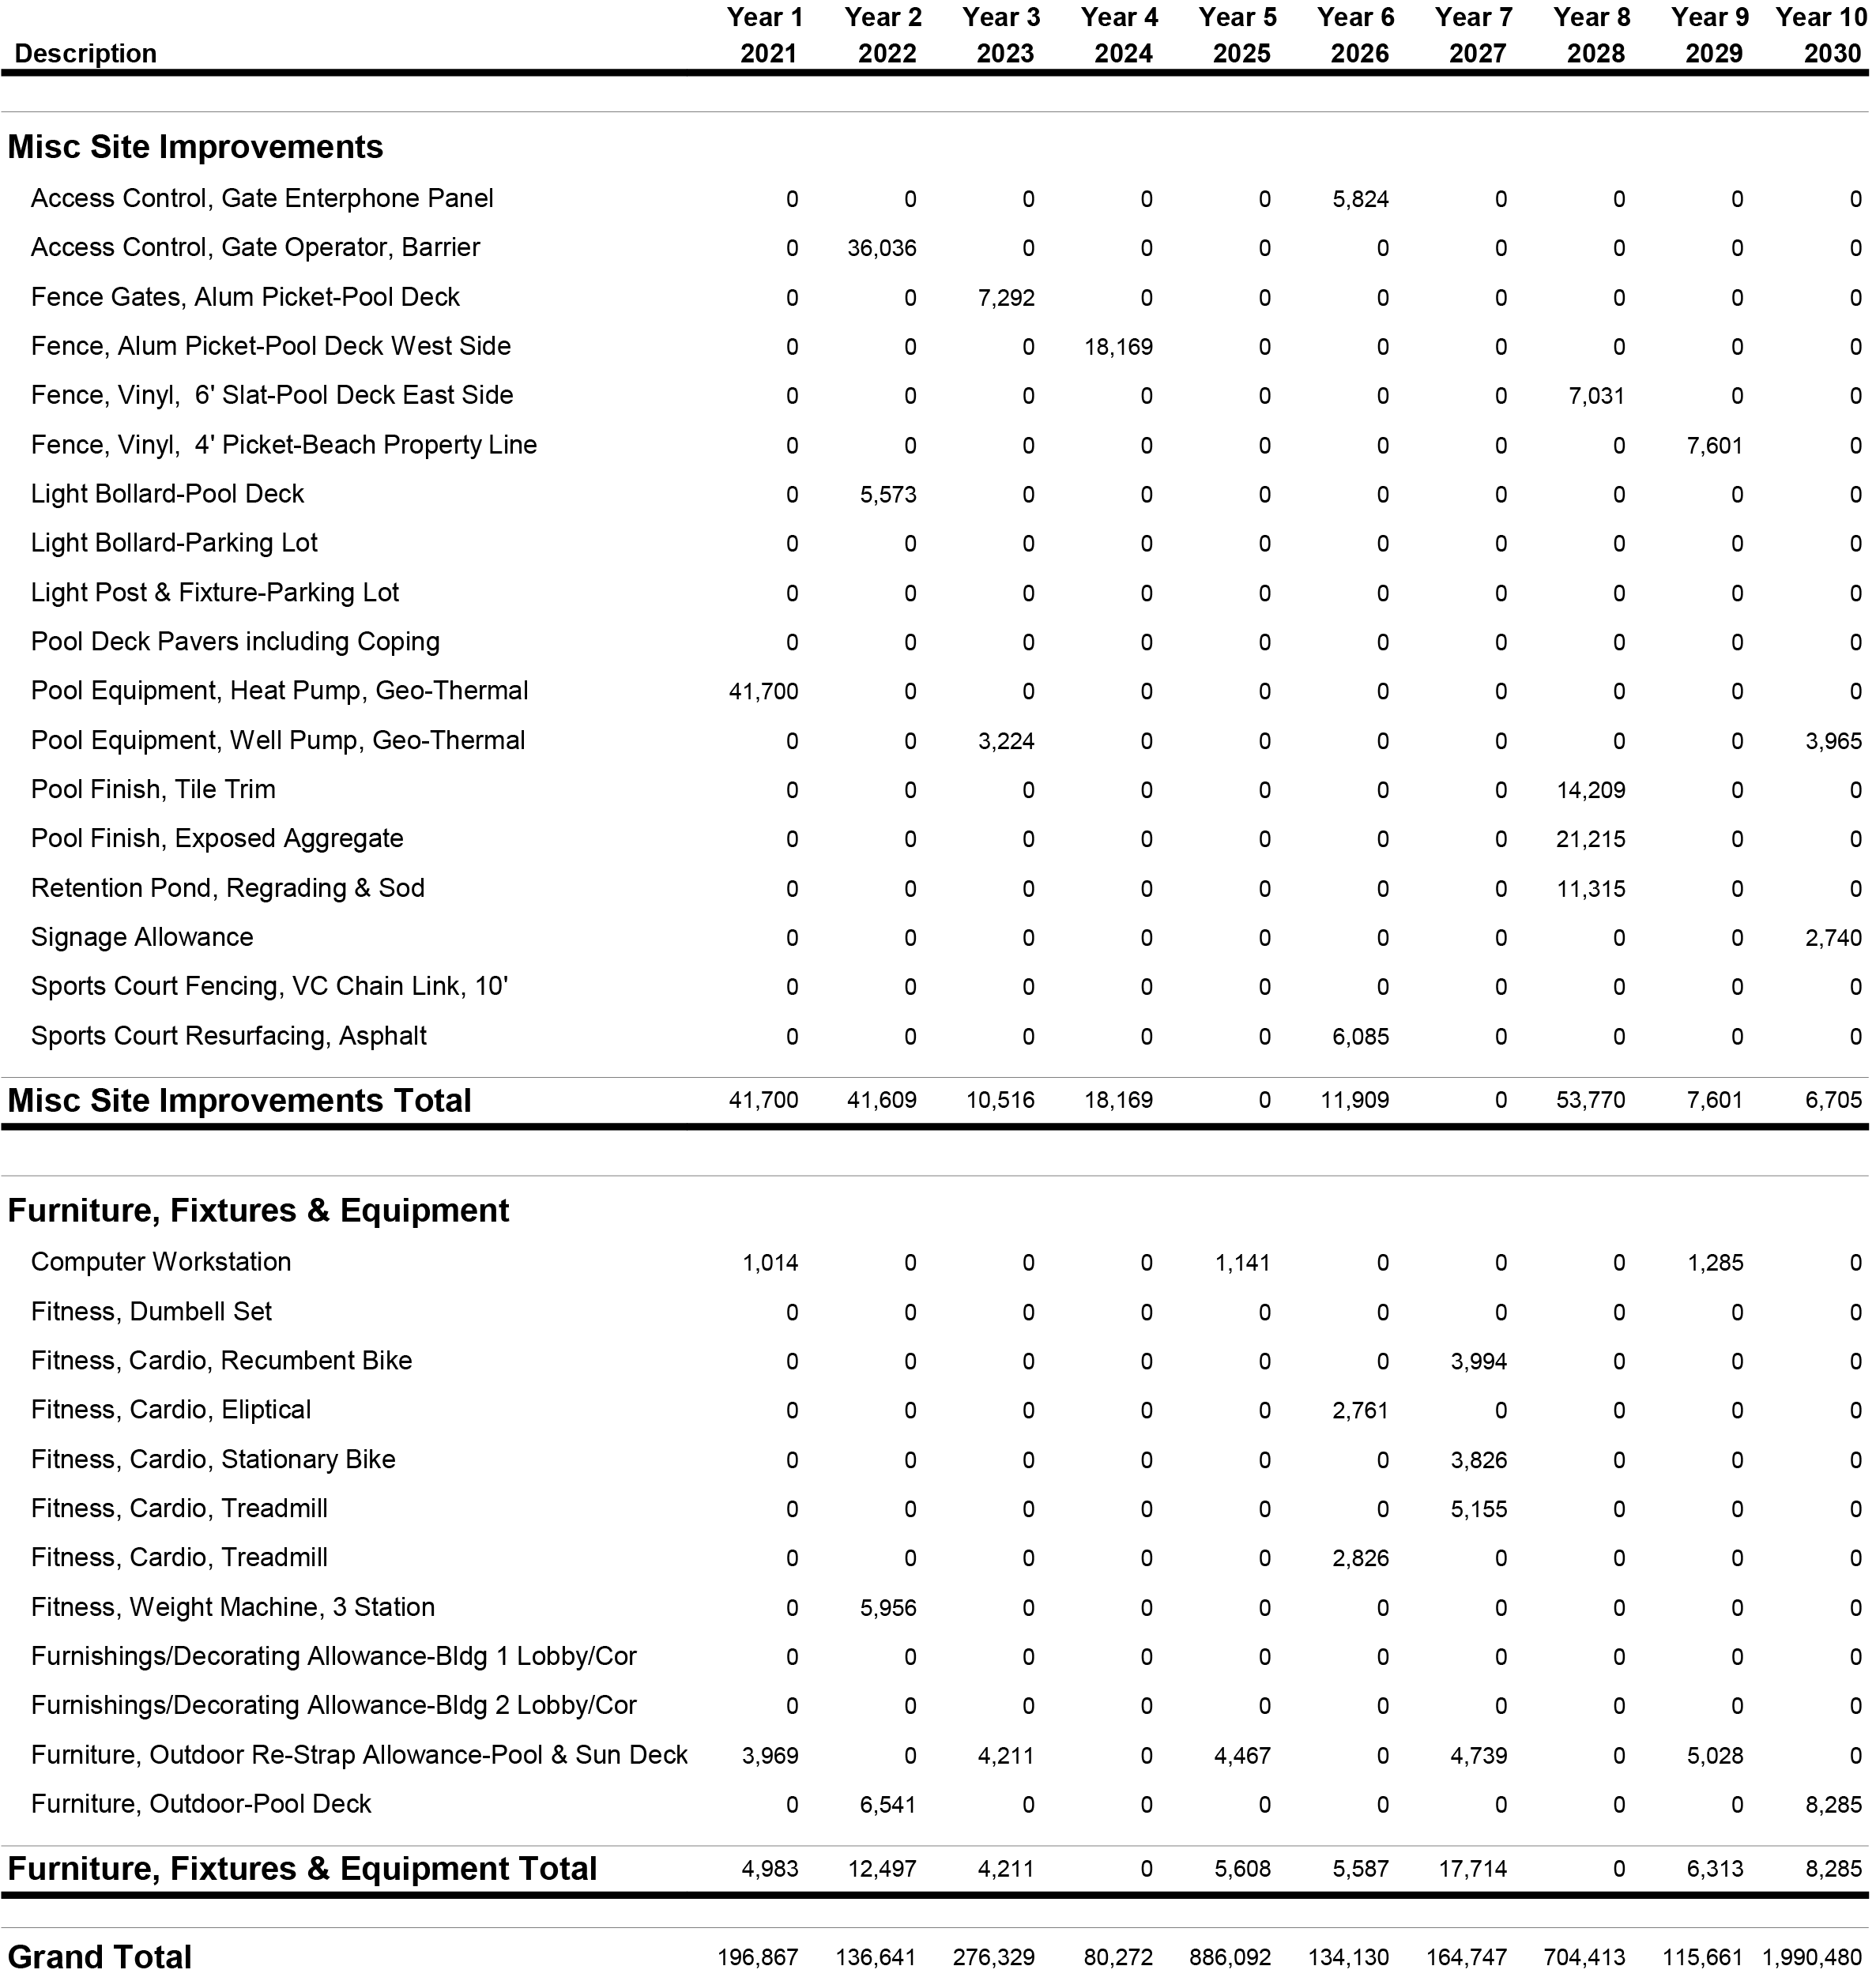 Year 1 Year 2 Year 3 Year 4 Year 5 Year 6 Year 7 Year 8 Year 9 Year 10
Description 2021 2022 2023 2024 2025 2026 2027 2028 2029 2030
Misc Site Improvements
Access Control, Gate Enterphone Panel 0 0 0 0 0 5,824 0 0 0 0
Access Control, Gate Operator, Barrier 0 36,036 0 0 0 0 0 0 0 0
Fence Gates, Alum Picket-Pool Deck 0 0 7,292 0 0 0 0 0 0 0
Fence, Alum Picket-Pool Deck West Side 0 0 0 18,169 0 0 0 0 0 0
Fence, Vinyl, 6' Slat-Pool Deck East Side 0 0 0 0 0 0 0 7,031 0 0
Fence, Vinyl, 4' Picket-Beach Property Line 0 0 0 0 0 0 0 0 7,601 0
Light Bollard-Pool Deck 0 5,573 0 0 0 0 0 0 0 0
Light Bollard-Parking Lot 0 0 0 0 0 0 0 0 0 0
Light Post & Fixture-Parking Lot 0 0 0 0 0 0 0 0 0 0
Pool Deck Pavers including Coping 0 0 0 0 0 0 0 0 0 0
Pool Equipment, Heat Pump, Geo-Thermal 41,700 0 0 0 0 0 0 0 0 0
Pool Equipment, Well Pump, Geo-Thermal 0 0 3,224 0 0 0 0 0 0 3,965
Pool Finish, Tile Trim 0 0 0 0 0 0 0 14,209 0 0
Pool Finish, Exposed Aggregate 0 0 0 0 0 0 0 21,215 0 0
Retention Pond, Regrading & Sod 0 0 0 0 0 0 0 11,315 0 0
Signage Allowance 0 0 0 0 0 0 0 0 0 2,740
Sports Court Fencing, VC Chain Link, 10' 0 0 0 0 0 0 0 0 0 0
Sports Court Resurfacing, Asphalt 0 0 0 0 0 6,085 0 0 0 0
Misc Site Improvements Total 41,700 41,609 10,516 18,169 0 11,909 0 53,770 7,601 6,705
Furniture, Fixtures & Equipment
Computer Workstation 1,014 0 0 0 1,141 0 0 0 1,285 0
Fitness, Dumbell Set 0 0 0 0 0 0 0 0 0 0
Fitness, Cardio, Recumbent Bike 0 0 0 0 0 0 3,994 0 0 0
Fitness, Cardio, Eliptical 0 0 0 0 0 2,761 0 0 0 0
Fitness, Cardio, Stationary Bike 0 0 0 0 0 0 3,826 0 0 0
Fitness, Cardio, Treadmill 0 0 0 0 0 0 5,155 0 0 0
Fitness, Cardio, Treadmill 0 0 0 0 0 2,826 0 0 0 0
Fitness, Weight Machine, 3 Station 0 5,956 0 0 0 0 0 0 0 0
Furnishings/Decorating Allowance-Bldg 1 Lobby/Cor 0 0 0 0 0 0 0 0 0 0
Furnishings/Decorating Allowance-Bldg 2 Lobby/Cor 0 0 0 0 0 0 0 0 0 0
Furniture, Outdoor Re-Strap Allowance-Pool & Sun Deck 3,969 0 4,211 0 4,467 0 4,739 0 5,028 0
Furniture, Outdoor-Pool Deck 0 6,541 0 0 0 0 0 0 0 8,285
Furniture, Fixtures & Equipment Total 4,983 12,497 4,211 0 5,608 5,587 17,714 0 6,313 8,285
Grand Total 196,867 136,641 276,329 80,272 886,092 134,130 164,747 704,413 115,661 1,990,480